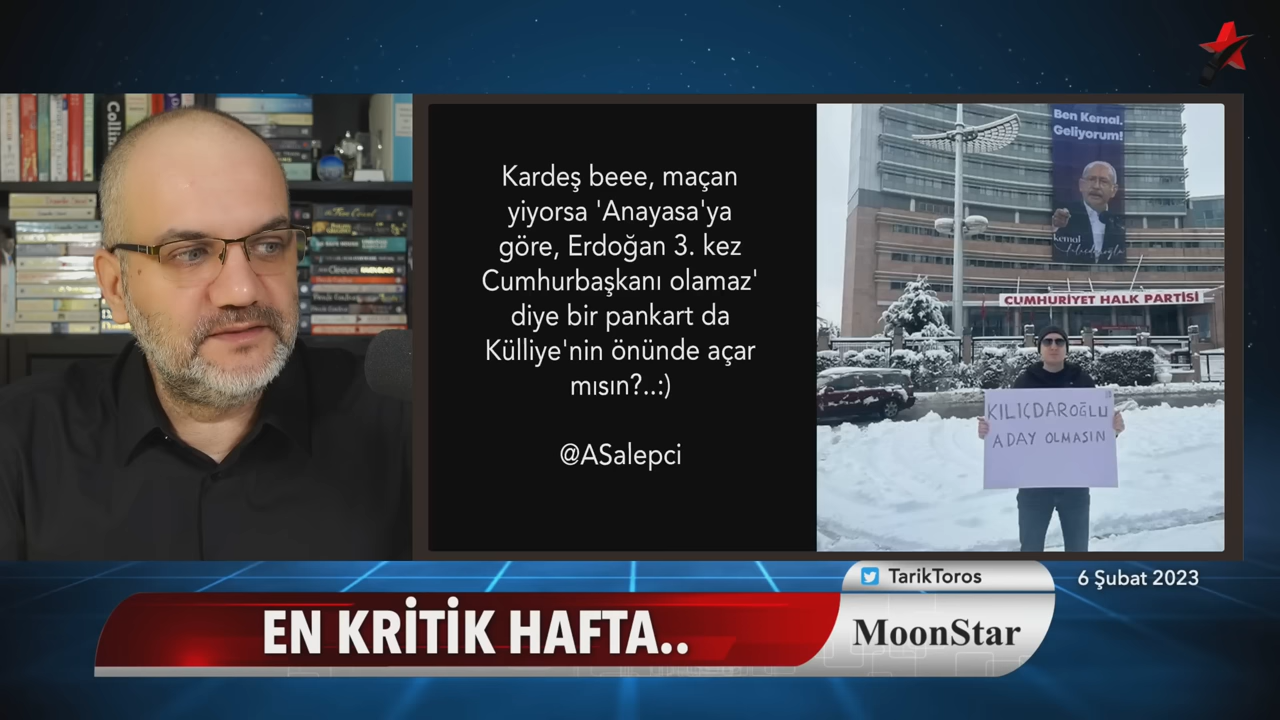 Kardeş beee, maçan
yiyorsa 'Anayasa'ya
göre, Erdoğan 3. kez
Cumhurbaşkanı olamaz'
diye bir pankart da
Külliye'nin önünde açar
mısın?..:)
@ASalepci
Ben Kemal.
Geliyorum!
kemal
CUMHURİYET HALK PARTİSİ
KILIÇDAROĞLU
ADAY OLMASIN
TarikToros
6 Şubat 2023
EN KRİTİK HAFTA..
MoonStar